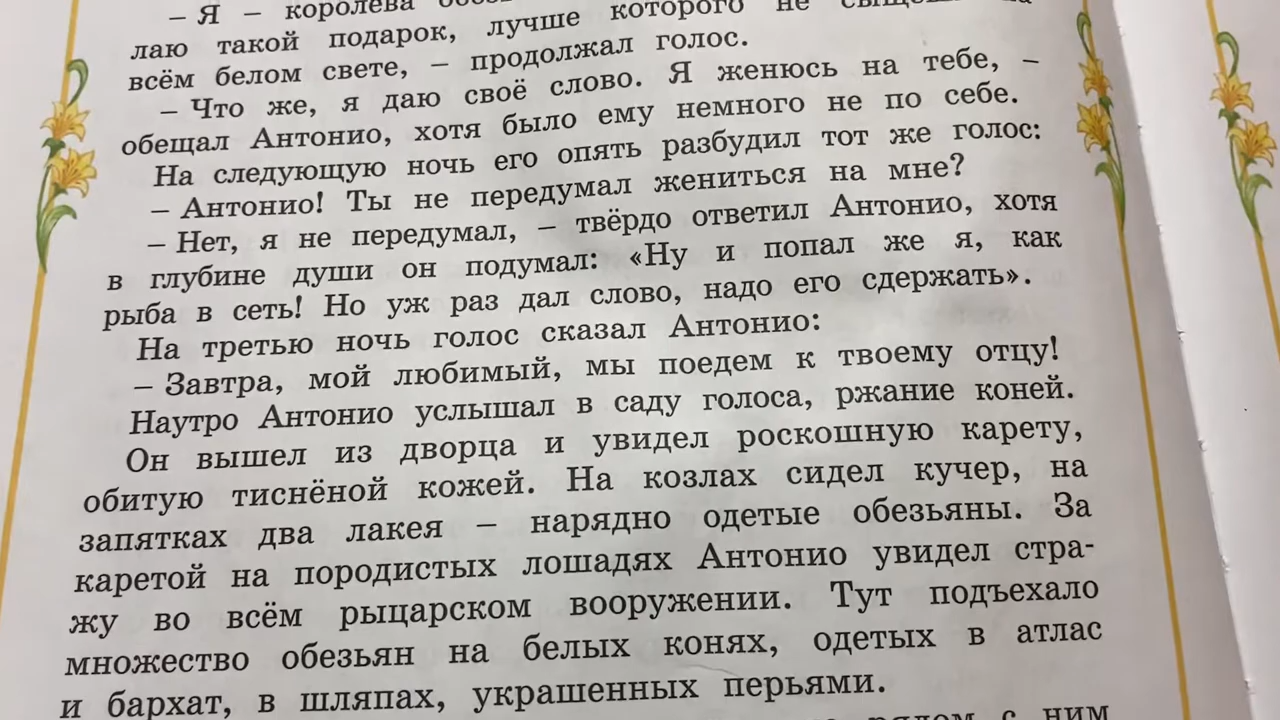 – Я – королева
лаю такой подарок, лучше которого не
всём белом свете, – продолжал голос.
– Что же, я даю своё слово. Я женюсь на тебе, –
обещал Антонио, хотя было ему немного не по себе.
На следующую ночь его опять разбудил тот же голос:
– Антонио! Ты не передумал жениться на мне?
– Нет, я не передумал, – твёрдо ответил Антонио, хотя
в глубине души он подумал: «Ну и попал же я, как
рыба в сеть! Но уж раз дал слово, надо его сдержать».
На третью ночь голос сказал Антонио:
– Завтра, мой любимый, мы поедем к твоему отцу!
Наутро Антонио услышал в саду голоса, ржание коней.
Он вышел из дворца и увидел роскошную карету,
обитую тиснёной кожей. На козлах сидел кучер, на
запятках два лакея – нарядно одетые обезьяны. За
каретой на породистых лошадях Антонио увидел стра-
жу во всём рыцарском вооружении. Тут подъехало
множество обезьян на белых конях, одетых в атлас
и бархат, в шляпах, украшенных перьями.
рядом с ним